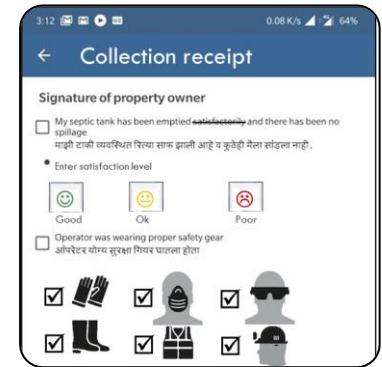 3:12 0.08 K/s 64%
Collection receipt
Signature of property owner
My septic tank has been emptied satisfactorily and there has been no
spillage
माझी टाकी व्यवस्थित रित्या साफ झाली आहे व कुठेही मैला सांडला नाही.
Enter satisfaction level
Good Ok Poor
Operator was wearing proper safety gear
ऑपरेटर योग्य सुरक्षा गियर घातला होता